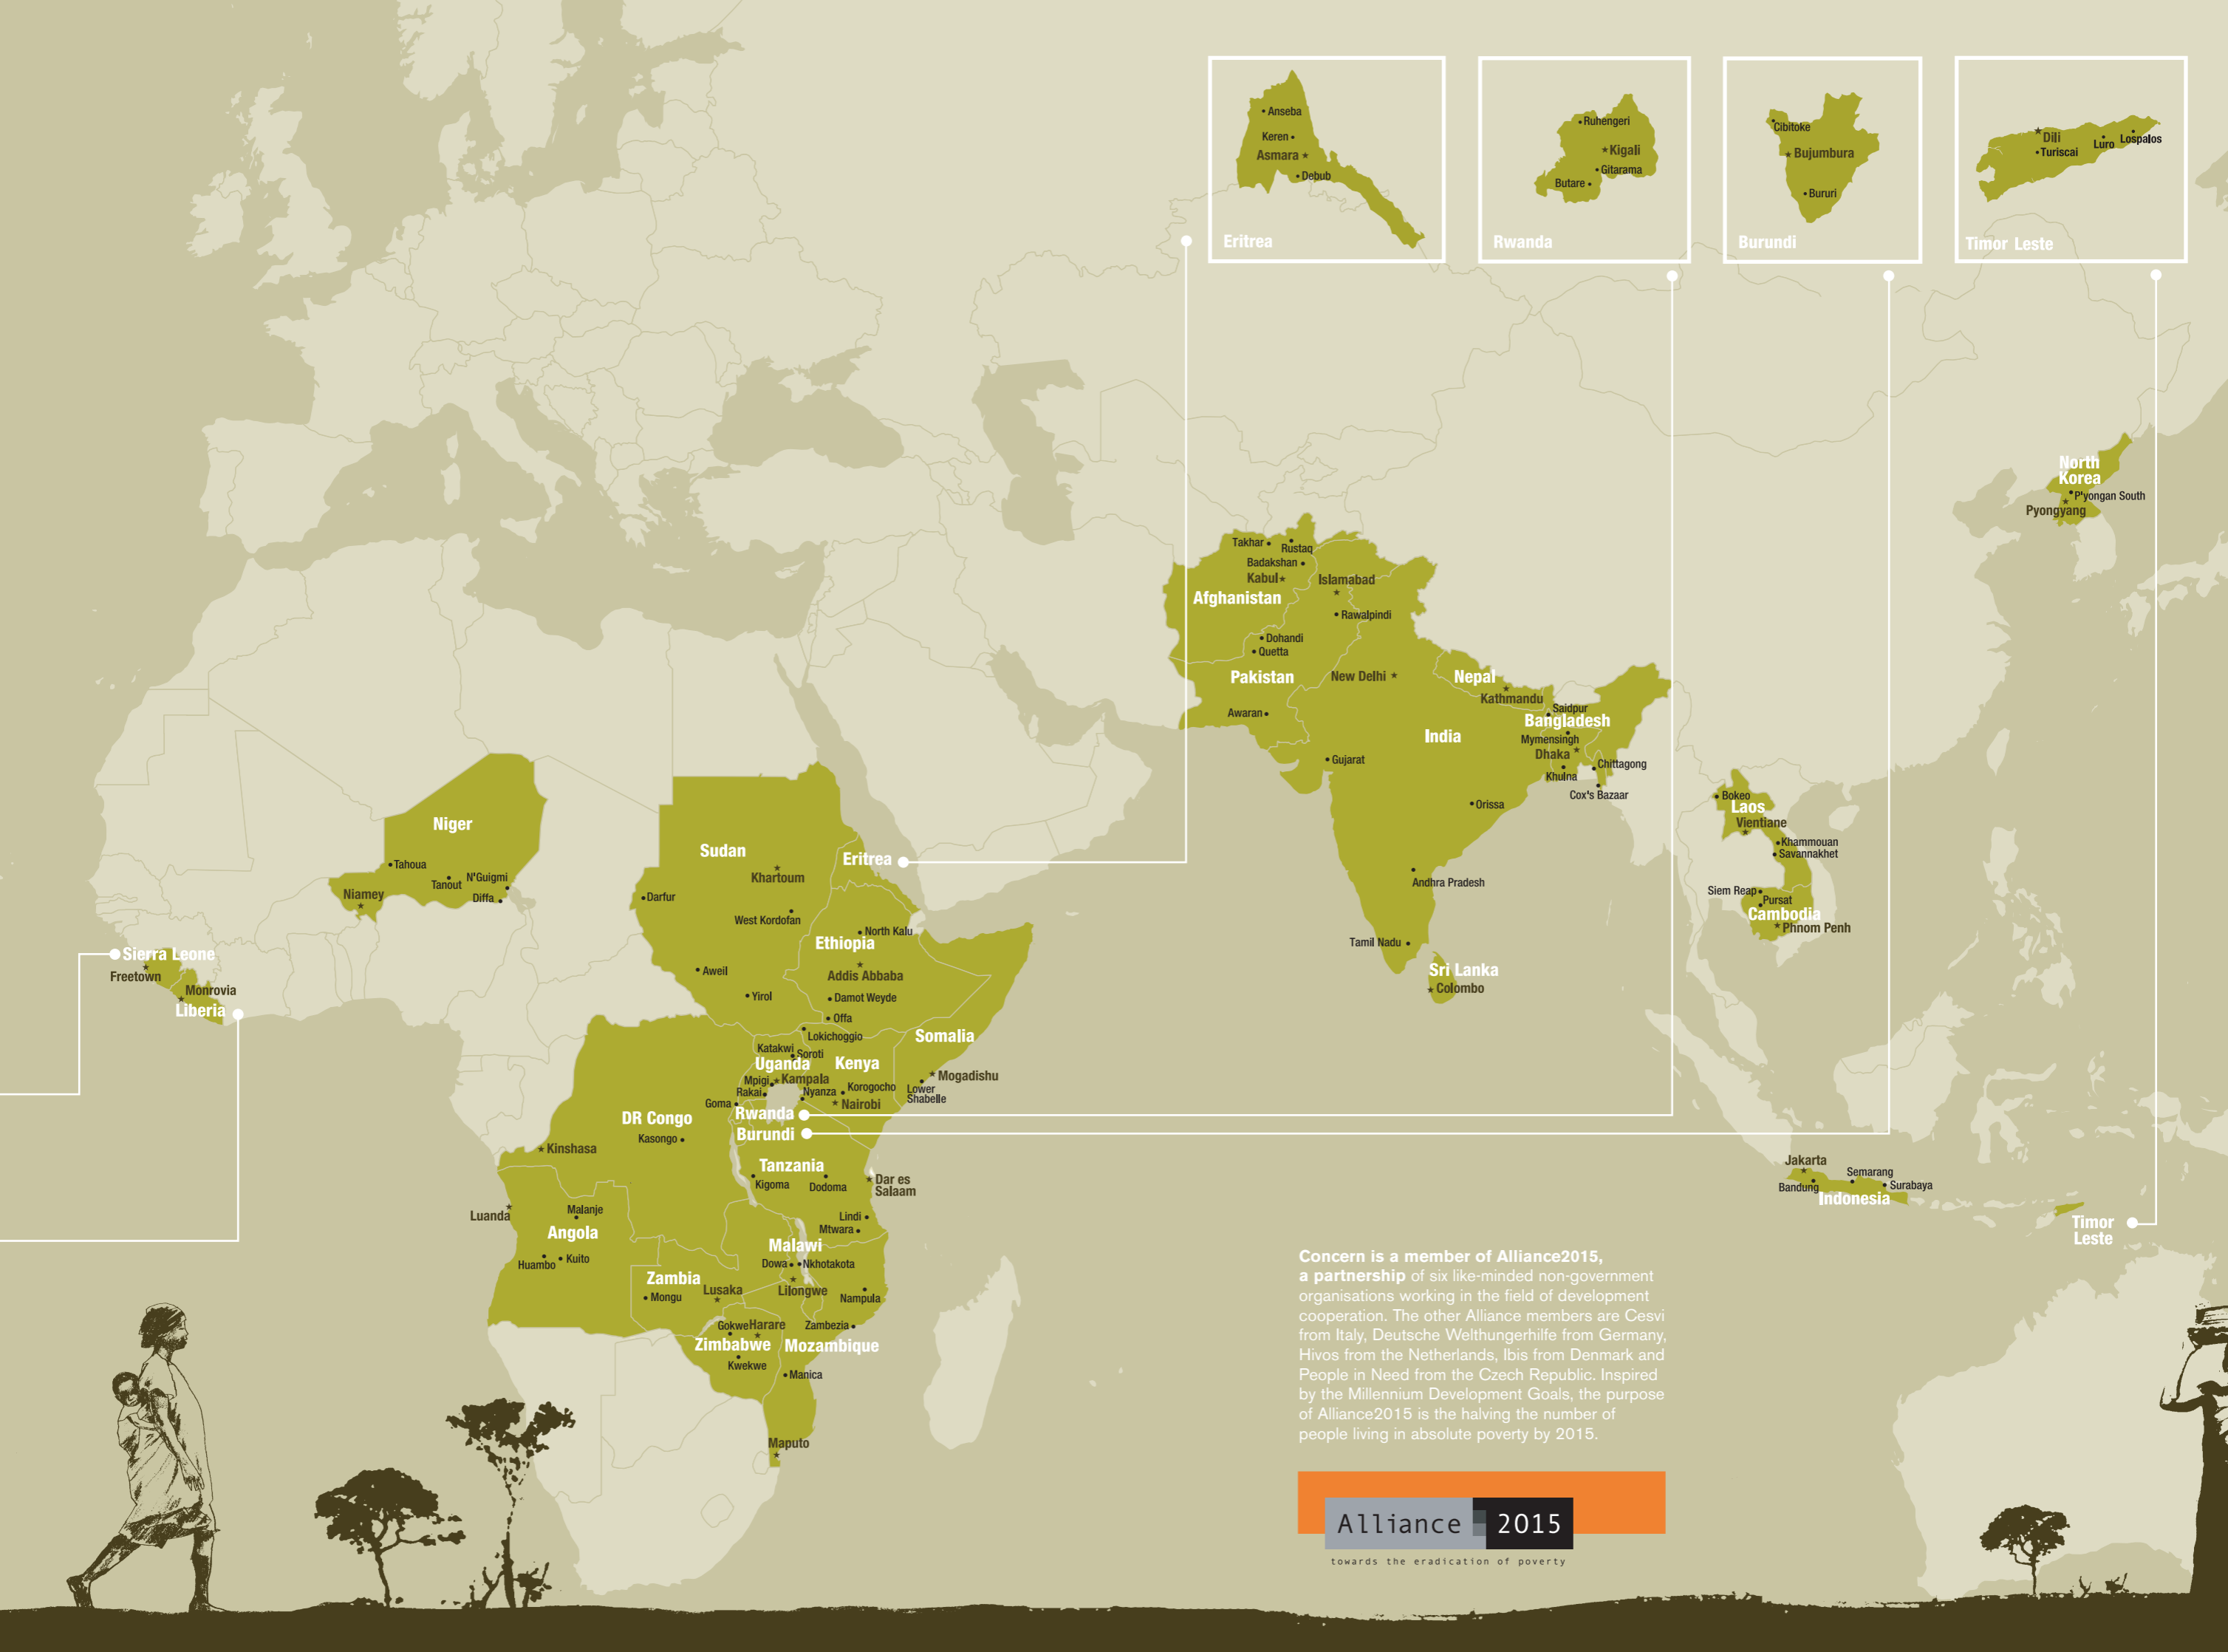 Anseba
Keren
Asmara
Debub
Eritrea
Ruhengeri
Kigali
Gitarama
Butare
Rwanda
Cibitoke
Bujumbura
Bururi
Burundi
Dili
Turiscai
Luro
Lospalos
Timor Leste
North
Korea
P'yongan South
Pyongyang
Takhar
Rustaq
Badakshan
Kabul
Islamabad
Afghanistan
Rawalpindi
Dohandi
Quetta
Pakistan
New Delhi
Awaran
Nepal
Kathmandu
Saidpur
Bangladesh
Mymensingh
Dhaka
Khulna
Chittagong
Cox's Bazaar
India
Gujarat
Orissa
Andhra Pradesh
Tamil Nadu
Sri Lanka
Colombo
Bokeo
Laos
Vientiane
Khammouan
Savannakhet
Siem Reap
Pursat
Cambodia
Phnom Penh
Niger
Tahoua
Tanout
N'Guigmi
Diffa
Niamey
Sierra Leone
Freetown
Monrovia
Liberia
Sudan
Khartoum
Eritrea
Darfur
West Kordofan
North Kalu
Ethiopia
Addis Abbaba
Aweil
Yirol
Damot Weyde
Offa
Lokichoggio
Somalia
Katakwi
Soroti
Uganda
Kenya
Mpigi
Kampala
Rakai
Nyanza
Korogocho
Nairobi
Mogadishu
Lower
Shabelle
Goma
Rwanda
Burundi
DR Congo
Kasongo
Kinshasa
Tanzania
Kigoma
Dodoma
Dar es
Salaam
Lindi
Mtwara
Luanda
Malanje
Angola
Huambo
Kuito
Malawi
Dowa
Nkhotakota
Lilongwe
Zambia
Lusaka
Mongu
Nampula
Zambezia
Gokwe
Harare
Zimbabwe
Kwekwe
Mozambique
Manica
Maputo
Jakarta
Bandung
Semarang
Surabaya
Indonesia
Timor
Leste
Concern is a member of Alliance2015,
a partnership of six like-minded non-government
organisations working in the field of development
cooperation. The other Alliance members are Cesvi
from Italy, Deutsche Welthungerhilfe from Germany,
Hivos from the Netherlands, Ibis from Denmark and
People in Need from the Czech Republic. Inspired
by the Millennium Development Goals, the purpose
of Alliance2015 is the halving the number of
people living in absolute poverty by 2015.
Alliance 2015
towards the eradication of poverty